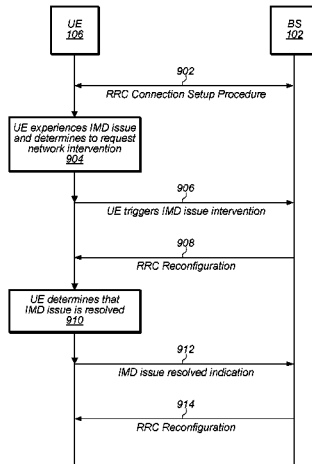 UE
106
BS
102
902
RRC Connection Setup Procedure
UE experiences IMD issue
and determines to request
network intervention
904
906
UE triggers IMD issue intervention
908
RRC Reconfiguration
UE determines that
IMD issue is resolved
910
912
IMD issue resolved indication
914
RRC Reconfiguration